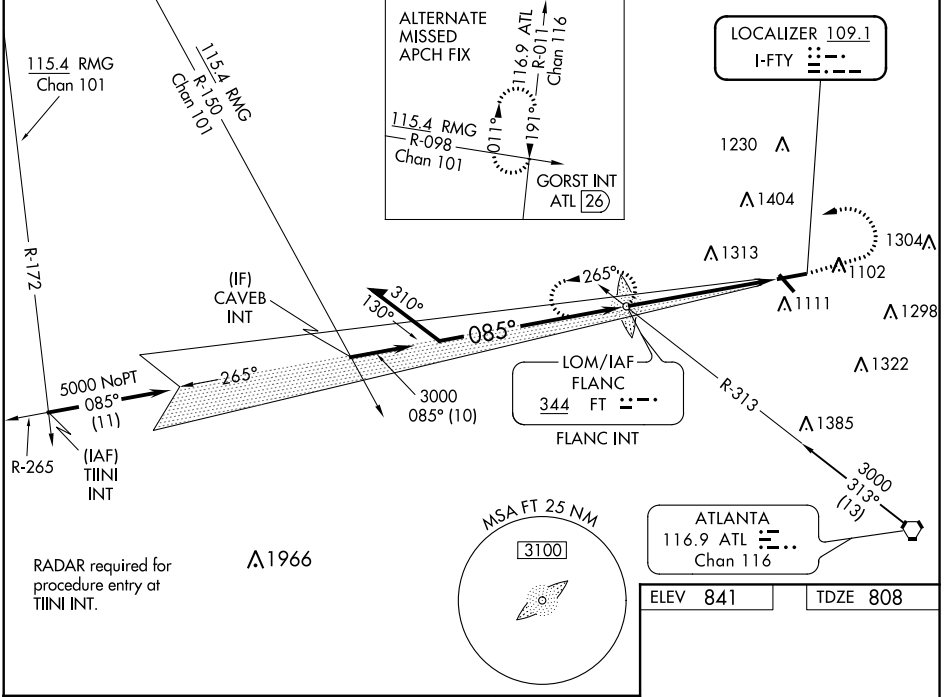 115.4 RMG
Chan 101
R-172
115.4 RMG
R-150
Chan 101
ALTERNATE
MISSED
APCH FIX
116.9 ATL
R-011
Chan 116
011°
191°
115.4 RMG
R-098
Chan 101
GORST INT
ATL 26
LOCALIZER 109.1
I-FTY
1230
1404
1313
1304
1102
1111
1298
1322
1385
(IF)
CAVEB
INT
310°
130°
265°
085°
265°
5000 NoPT
085°
(11)
3000
085° (10)
LOM/IAF
FLANC
344 FT
FLANC INT
R-313
R-265
(IAF)
TIINI
INT
3000
313°
(13)
RADAR required for
procedure entry at
TIINI INT.
1966
MSA FT 25 NM
3100
ATLANTA
116.9 ATL
Chan 116
ELEV 841
TDZE 808